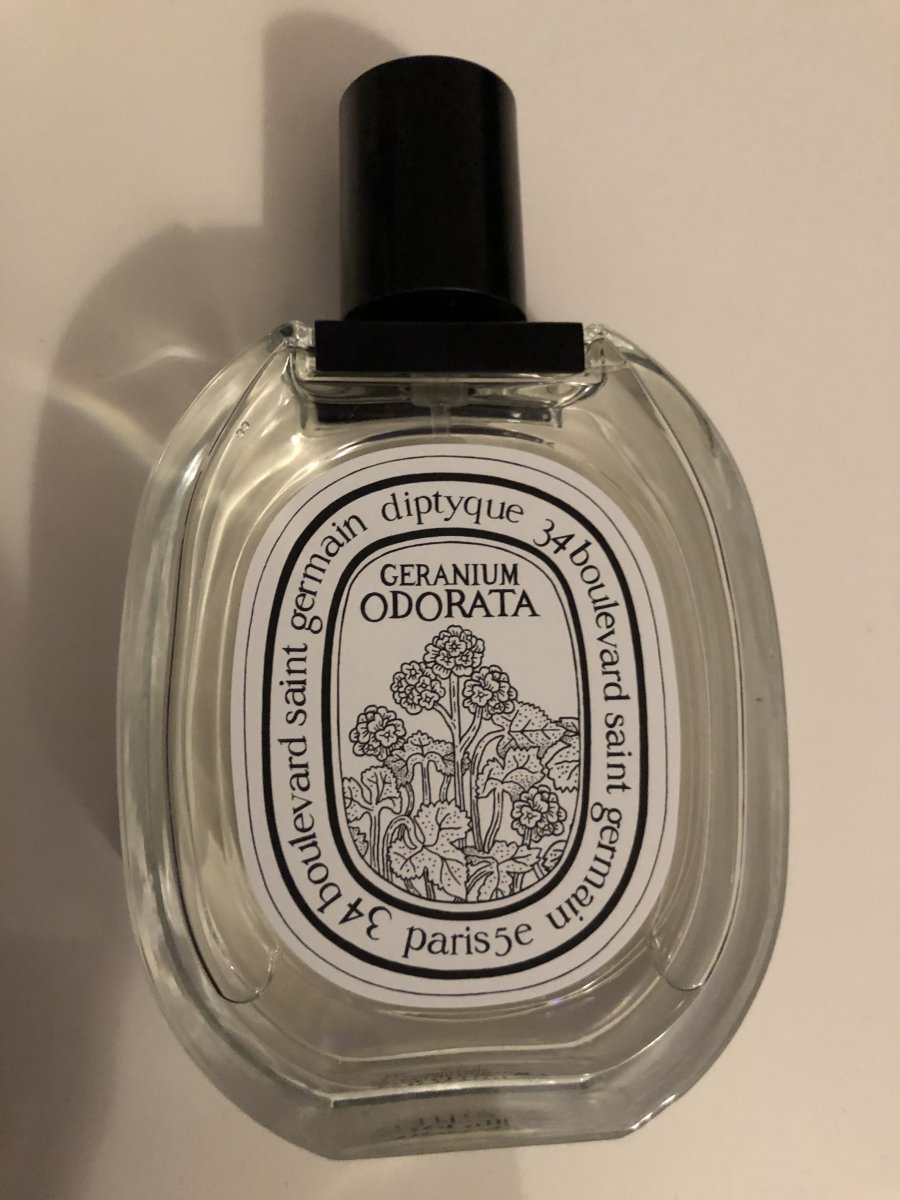 diptyque
34 boulevard saint germain
paris 5e
34 boulevard saint germain
GERANIUM
ODORATA